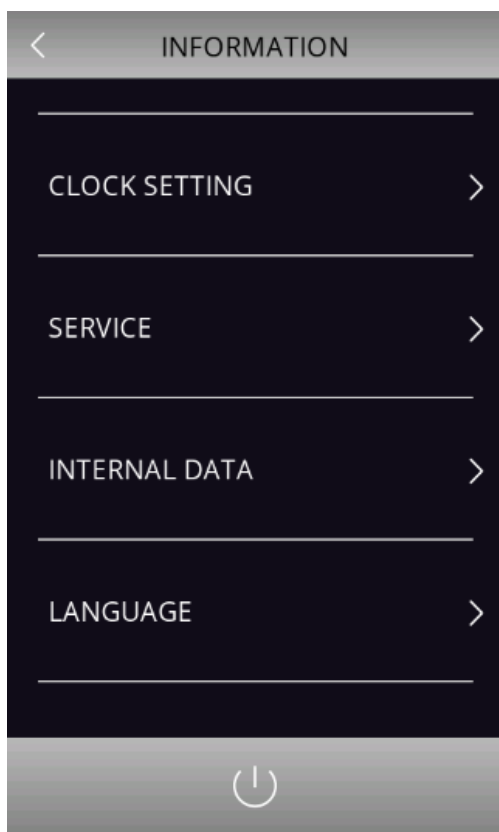 INFORMATION
CLOCK SETTING
SERVICE
INTERNAL DATA
LANGUAGE